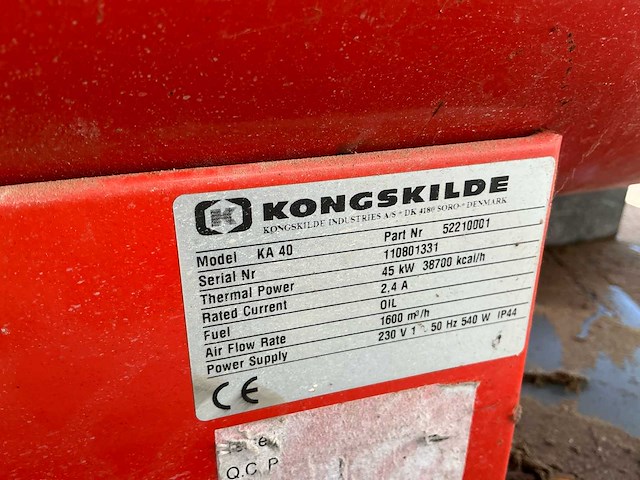 K KONGSKILDE
KONGSKILDE INDUSTRIES A/S - DK 4180 SORO - DENMARK
Model KA 40 Part Nr 52210001
Serial Nr 110801331
Thermal Power 45 kW 38700 kcal/h
Rated Current 2,4 A
Fuel OIL
Air Flow Rate 1600 m³/h
Power Supply 230 V 1~ 50 Hz 540 W IP44
CE
Q.C. P